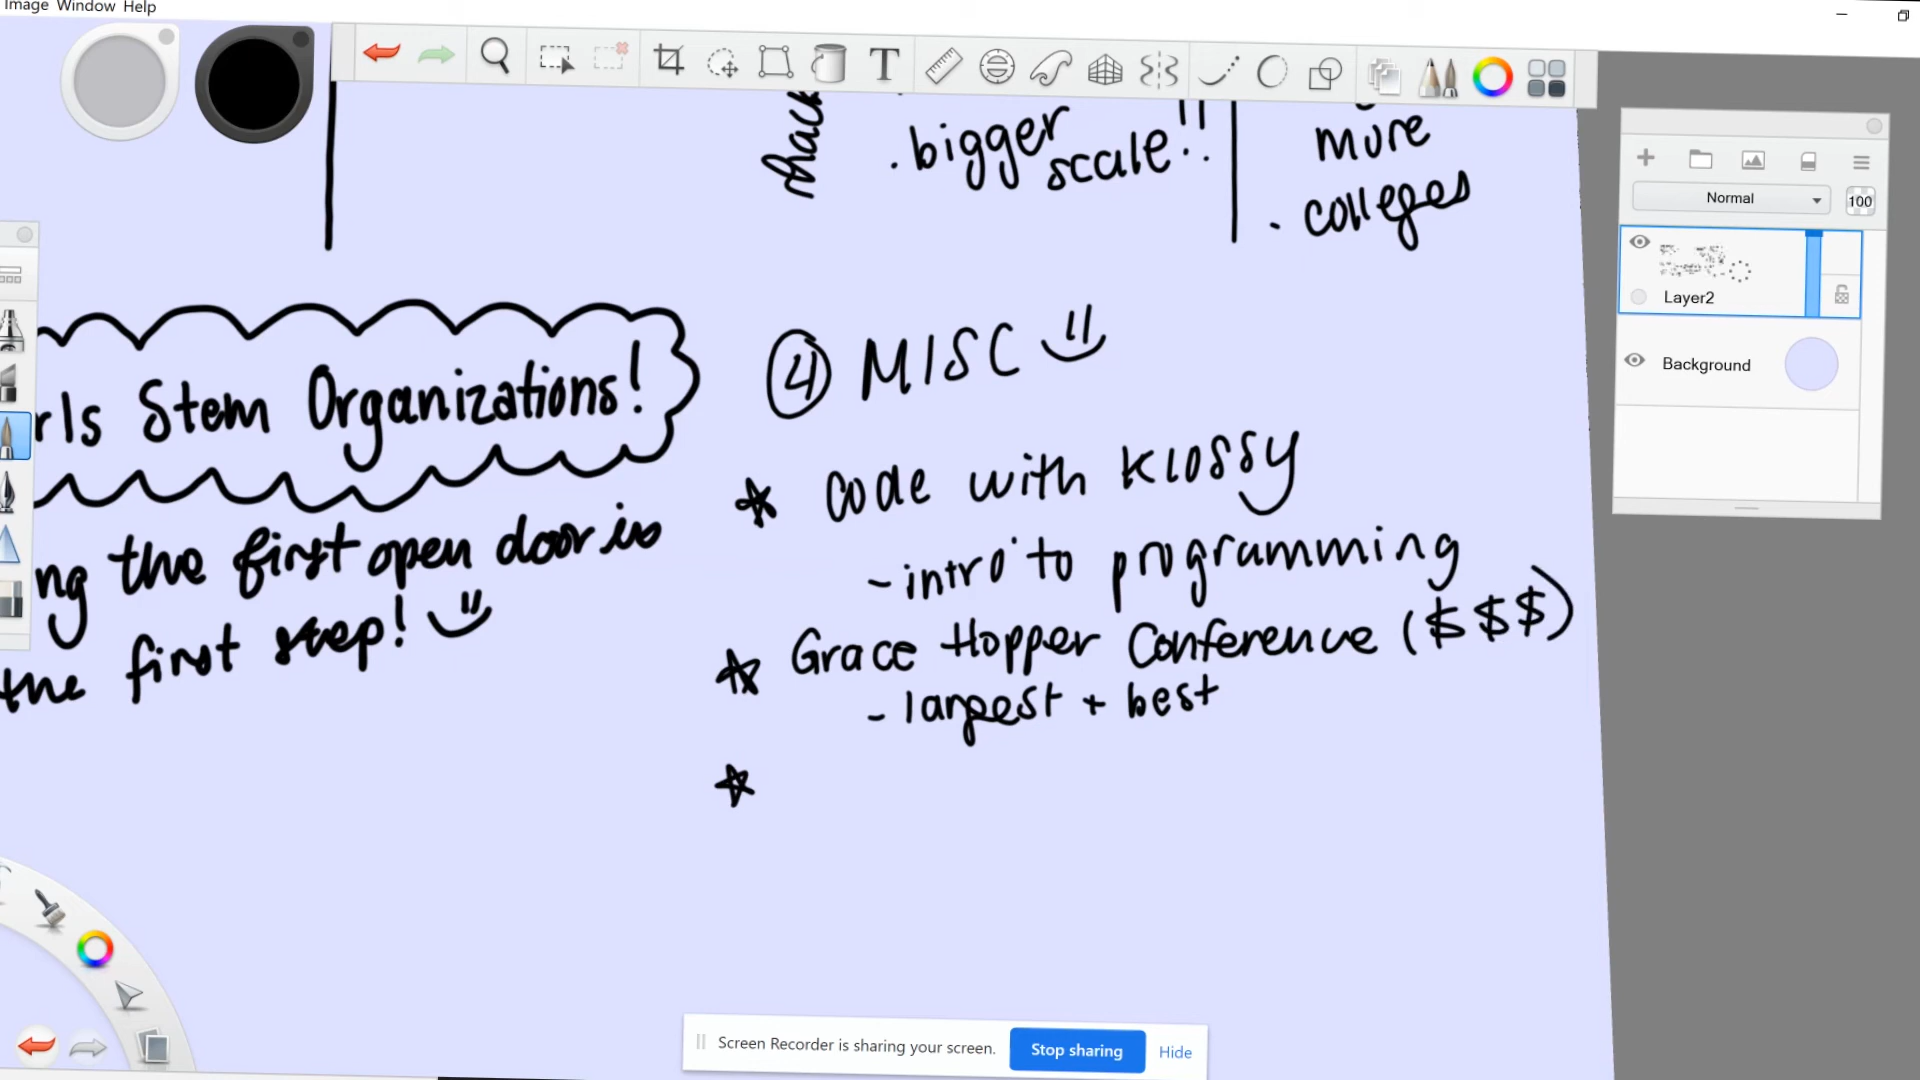 Image Window Help
bigger
scale!!
more
- colleges
rls Stem Organizations!
ng the first open door is
the first step!
4 MISC
Code with Klossy
- intro to programming
Grace Hopper Conference ($$$)
- largest + best
Normal
100
Layer2
Background
Screen Recorder is sharing your screen.
Stop sharing
Hide